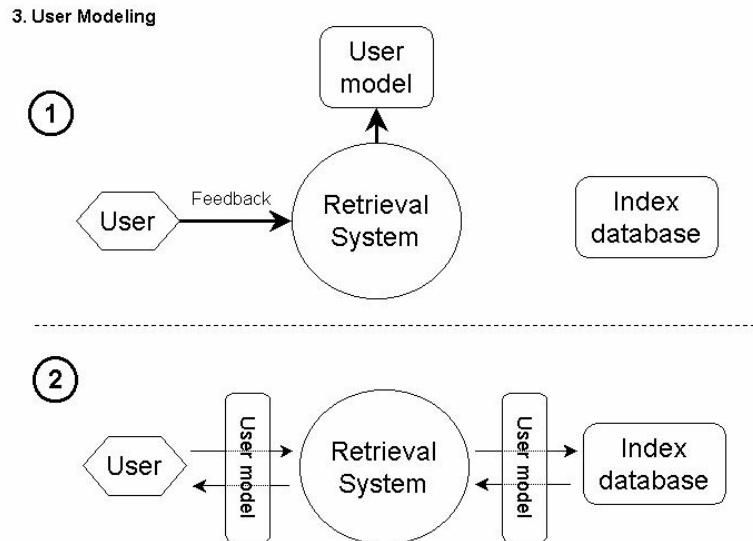 3. User Modeling
User
model
1
Feedback
User
Retrieval
System
Index
database
2
User model
User model
User
Retrieval
System
Index
database